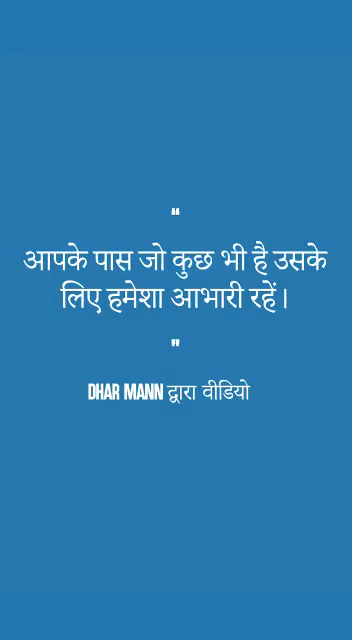 "
आपके पास जो कुछ भी है उसके
लिए हमेशा आभारी रहें।
"
DHAR MANN द्वारा वीडियो